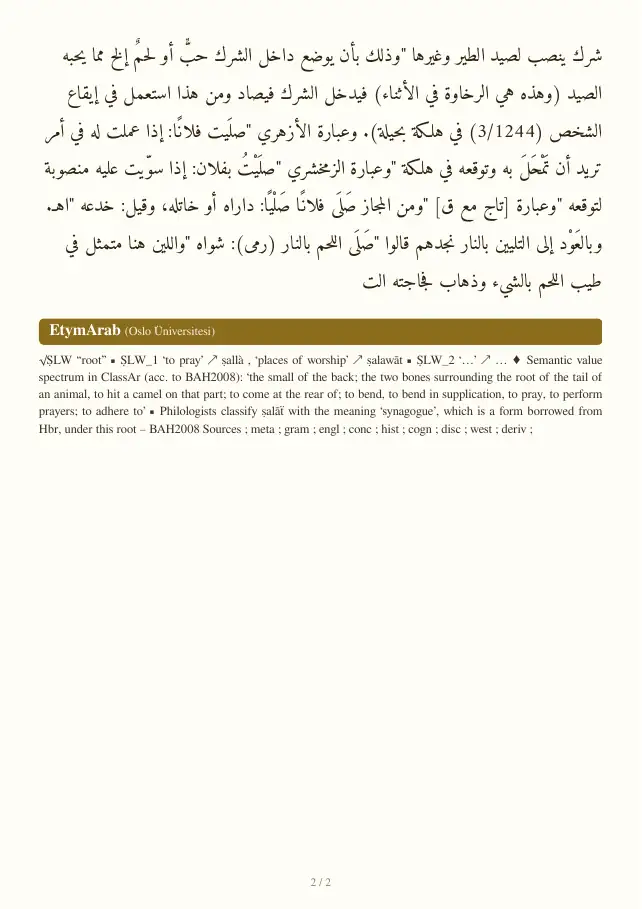 شرك ينصب لصيد الطير وغيرها "وذلك بأن يوضع داخل الشرك حبٌّ أو لحمٌ إلخ مما يحبه
الصيد (وهذه هي الرخاوة في الأثناء) فيدخل الشرك فيصاد ومن هذا استعمل في إيقاع
الشخص (3/1244) في هلكة بحيلة). وعبارة الأزهري "صلَيت فلانًا: إذا عملت له في أمر
تريد أن تَمْحَلَ به وتوقعه في هلكة "وعبارة الزمخشري "صلَيْتُ بفلان: إذا سوّيت عليه منصوبة
لتوقعه "وعبارة [تاج مع ق] "ومن المجاز صَلَى فلانًا صَلْيًا: داراه أو خاتله، وقيل: خدعه "اهـ.
وبالعَوْد إلى التليين بالنار نجدهم قالوا "صَلَى اللحم بالنار (رمى): شواه "واللين هنا متمثل في
طيب اللحم بالشيء وذهاب فجاجته الت
EtymArab (Oslo Üniversitesi)
√ṢLW “root” ▪ ṢLW_1 ‘to pray’ ↗ ṣallà , ‘places of worship’ ↗ ṣalawāt ▪ ṢLW_2 ‘…’ ↗ … ♦ Semantic value
spectrum in ClassAr (acc. to BAH2008): ‘the small of the back; the two bones surrounding the root of the tail of
an animal, to hit a camel on that part; to come at the rear of; to bend, to bend in supplication, to pray, to perform
prayers; to adhere to’ ▪ Philologists classify ṣalāẗ with the meaning ‘synagogue’, which is a form borrowed from
Hbr, under this root – BAH2008 Sources ; meta ; gram ; engl ; conc ; hist ; cogn ; disc ; west ; deriv ;
2 / 2